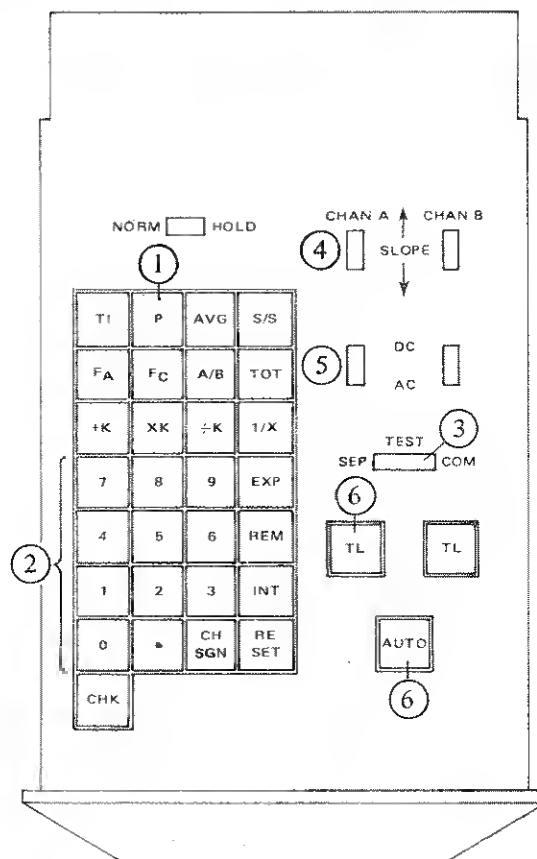 CHAN A CHAN B
NORM HOLD
4 SLOPE
1
TI P AVG S/S
DC
FA FC A/B TOT
5
AC
+K XK ÷K 1/X
TEST 3
SEP COM
7 8 9 EXP
6
4 5 6 REM
TL TL
2
1 2 3 INT
0 . CH SGN RE SET
AUTO
6
CHK